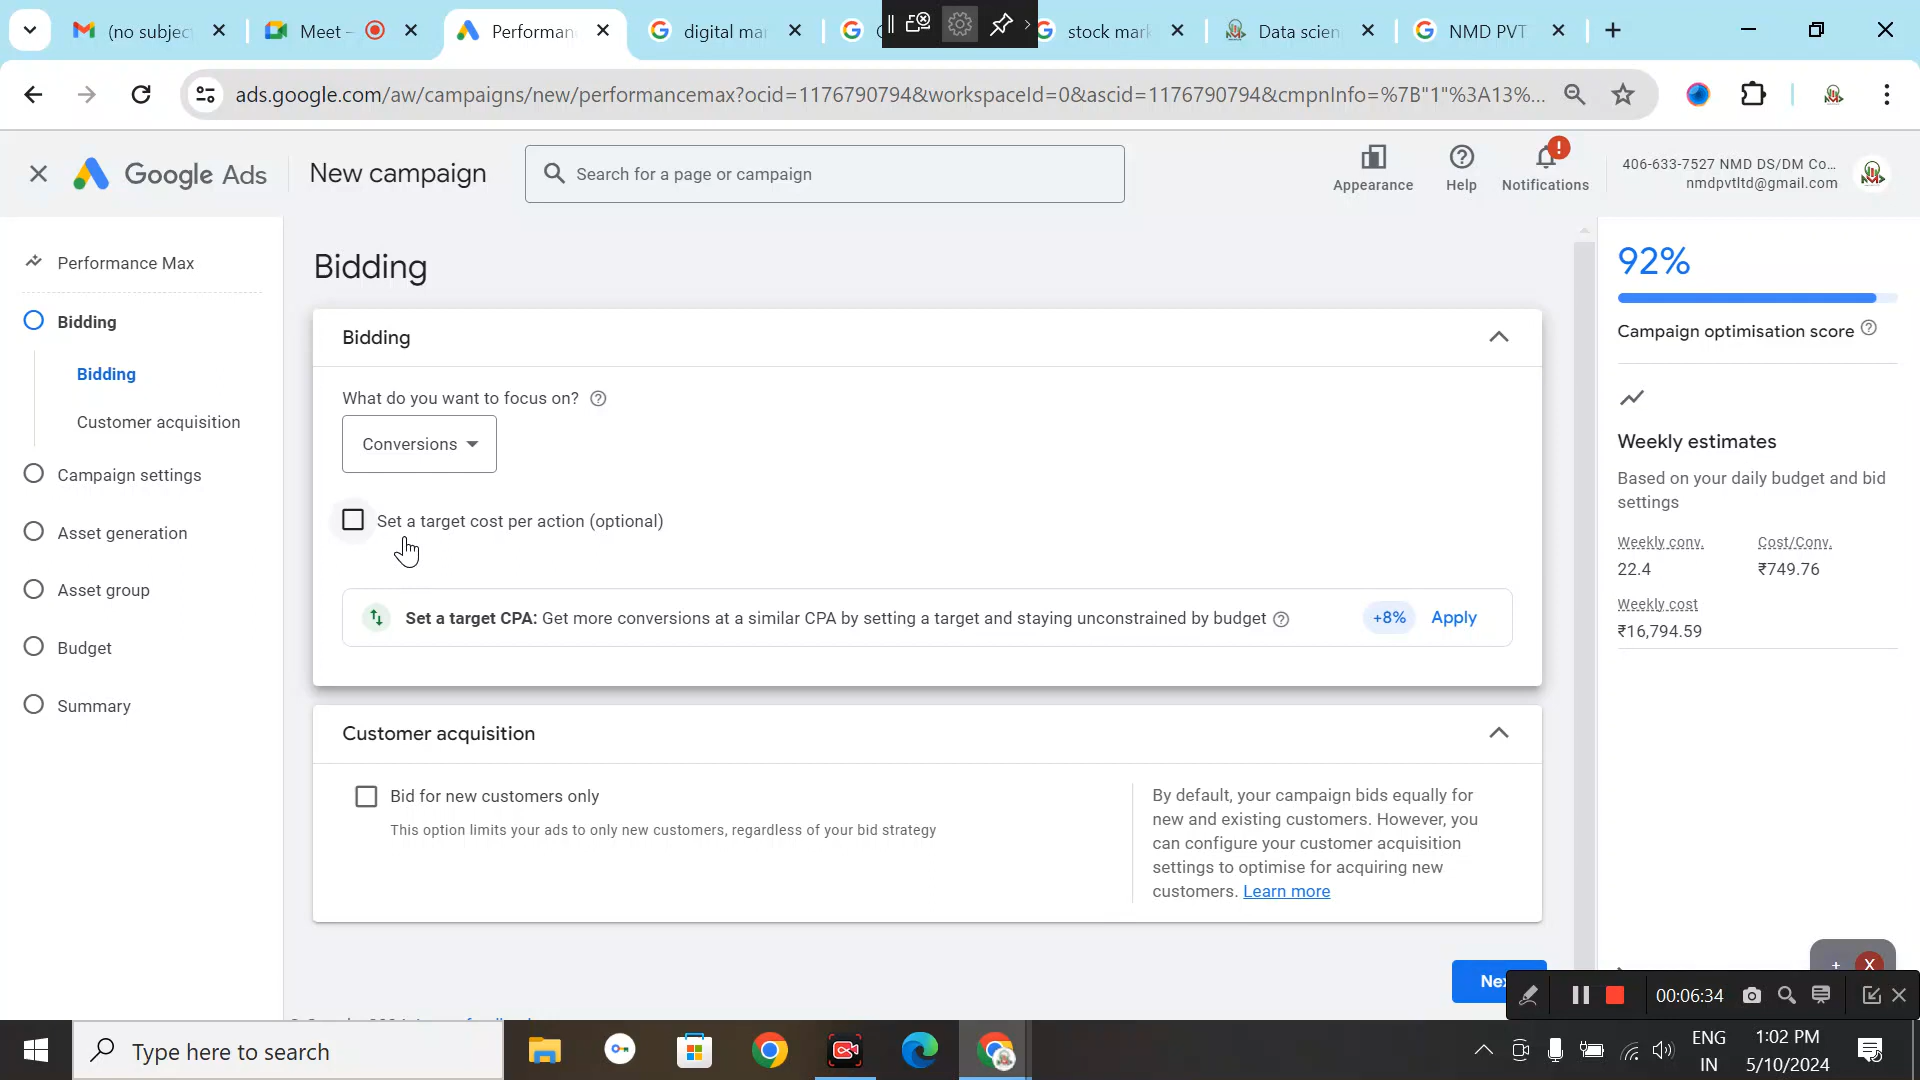 (no subjec
Meet -
Performan
digital mar
stock mark
Data scien
NMD PVT
ads.google.com/aw/campaigns/new/performancemax?ocid=1176790794&workspaceId=0&ascid=1176790794&cmpnInfo=%7B"1"%3A13%...
Google Ads
New campaign
Search for a page or campaign
Appearance
Help
Notifications
406-633-7527 NMD DS/DM Co...
nmdpvtltd@gmail.com
Performance Max
Bidding
Bidding
Customer acquisition
Campaign settings
Asset generation
Asset group
Budget
Summary
Bidding
Bidding
What do you want to focus on?
Conversions
Set a target cost per action (optional)
Set a target CPA: Get more conversions at a similar CPA by setting a target and staying unconstrained by budget
+8%
Apply
Customer acquisition
Bid for new customers only
This option limits your ads to only new customers, regardless of your bid strategy
By default, your campaign bids equally for
new and existing customers. However, you
can configure your customer acquisition
settings to optimise for acquiring new
customers. Learn more
Nex
92%
Campaign optimisation score
Weekly estimates
Based on your daily budget and bid
settings
Weekly conv.
Cost/Conv.
22.4
₹749.76
Weekly cost
₹16,794.59
00:06:34
Type here to search
ENG
IN
1:02 PM
5/10/2024